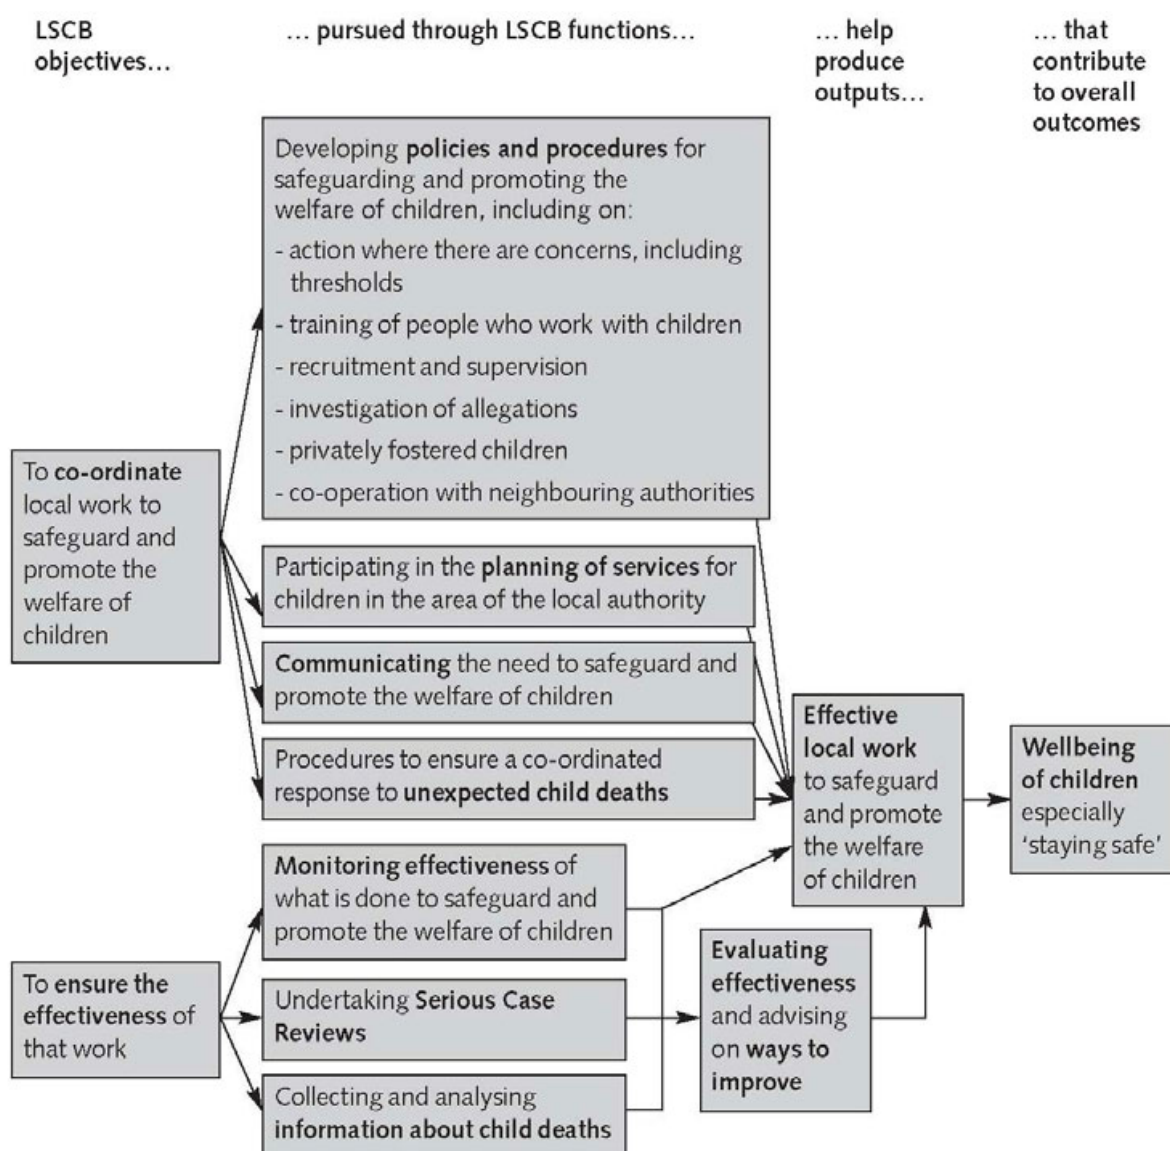 LSCB
objectives…
… pursued through LSCB functions…
… help
produce
outputs…
… that
contribute
to overall
outcomes
Developing policies and procedures for
safeguarding and promoting the
welfare of children, including on:
- action where there are concerns, including
thresholds
- training of people who work with children
- recruitment and supervision
- investigation of allegations
- privately fostered children
- co-operation with neighbouring authorities
To co-ordinate
local work to
safeguard and
promote the
welfare of
children
Participating in the planning of services for
children in the area of the local authority
Communicating the need to safeguard and
promote the welfare of children
Procedures to ensure a co-ordinated
response to unexpected child deaths
Effective
local work
to safeguard
and promote
the welfare
of children
Wellbeing
of children
especially
‘staying safe’
Monitoring effectiveness of
what is done to safeguard and
promote the welfare of children
To ensure the
effectiveness of
that work
Undertaking Serious Case
Reviews
Evaluating
effectiveness
and advising
on ways to
improve
Collecting and analysing
information about child deaths